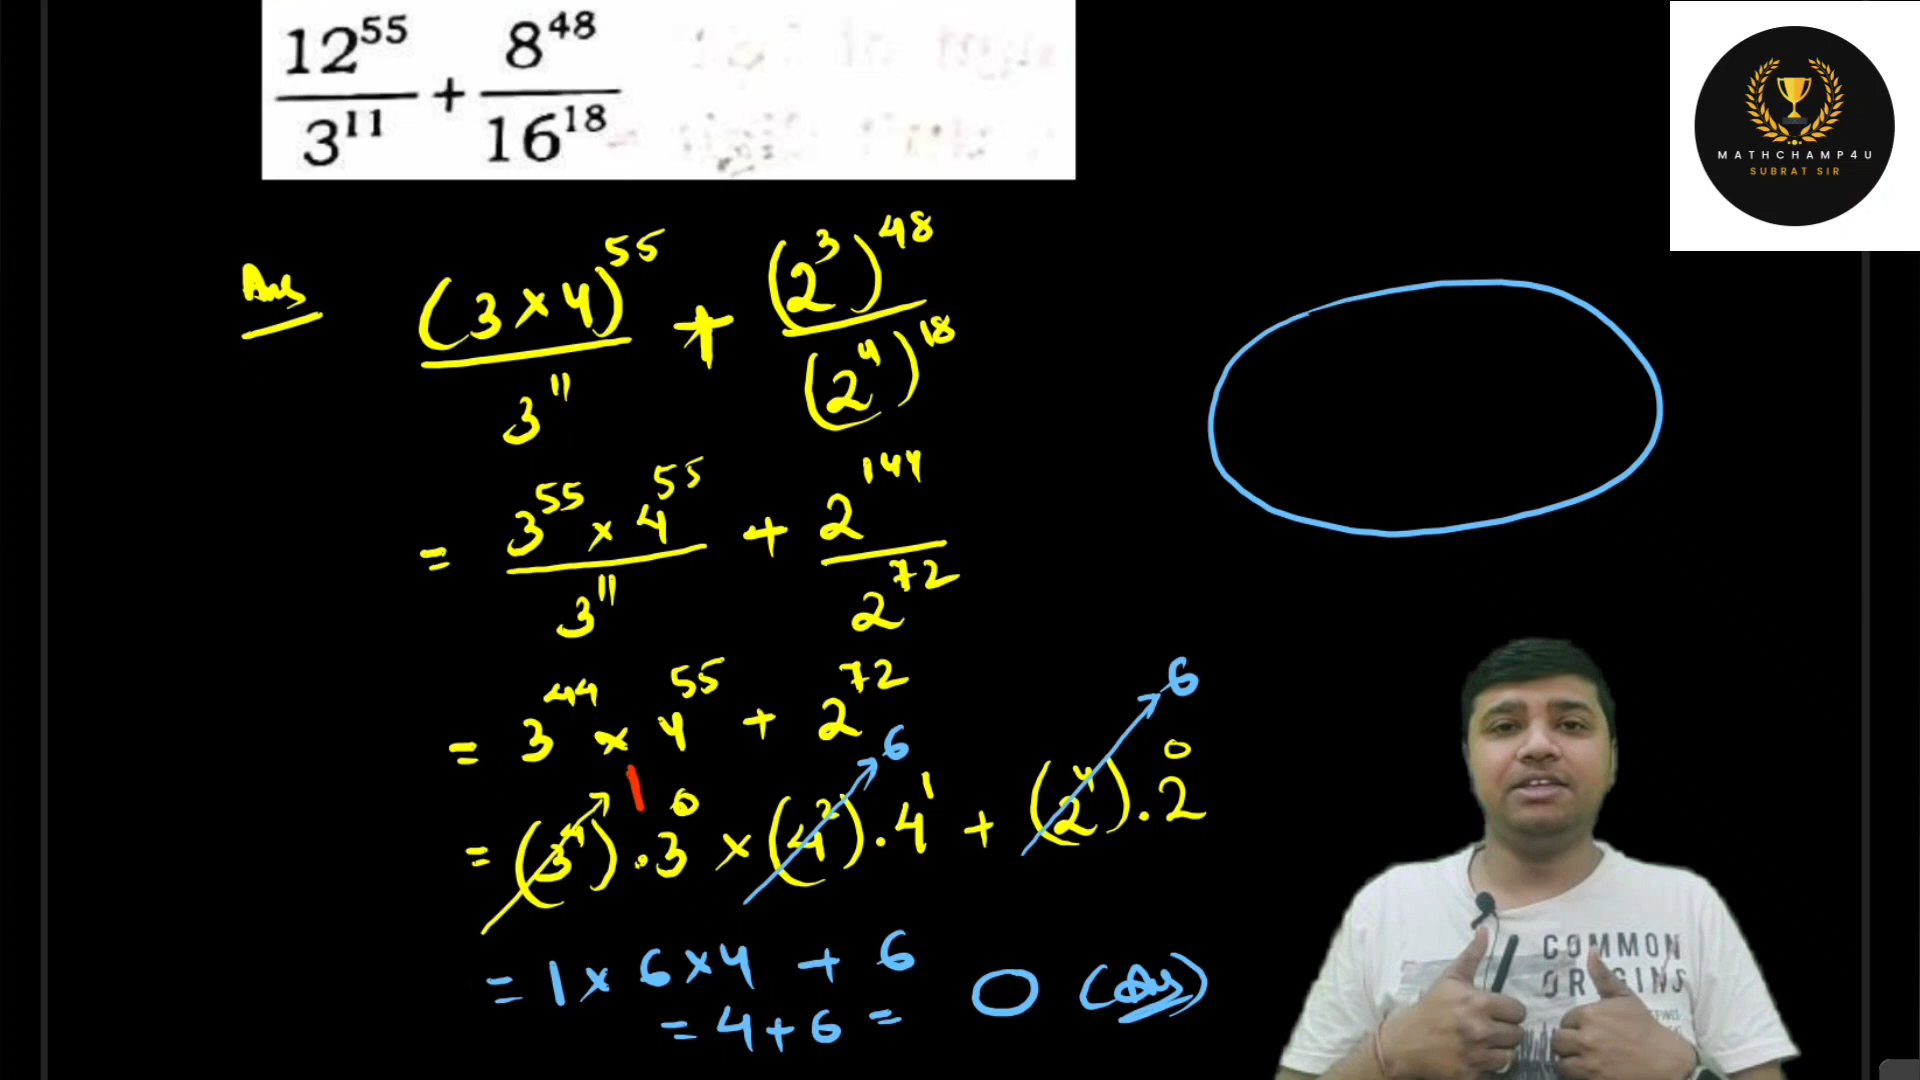 12^55 / 3^11 + 8^48 / 16^18
MATHCHAMP4U
SUBRAT SIR
Ans (3×4)^55 / 3^11 + (2^3)^48 / (2^4)^18
= 3^55 × 4^55 / 3^11 + 2^144 / 2^72
= 3^44 × 4^55 + 2^72
= (3^4) . 3^0 × (4^2) . 4^1 + (2^4) . 2^0
1 6 6
= 1 × 6 × 4 + 6
= 4 + 6 = 0 (Ans)
COMMON
ORIGINS